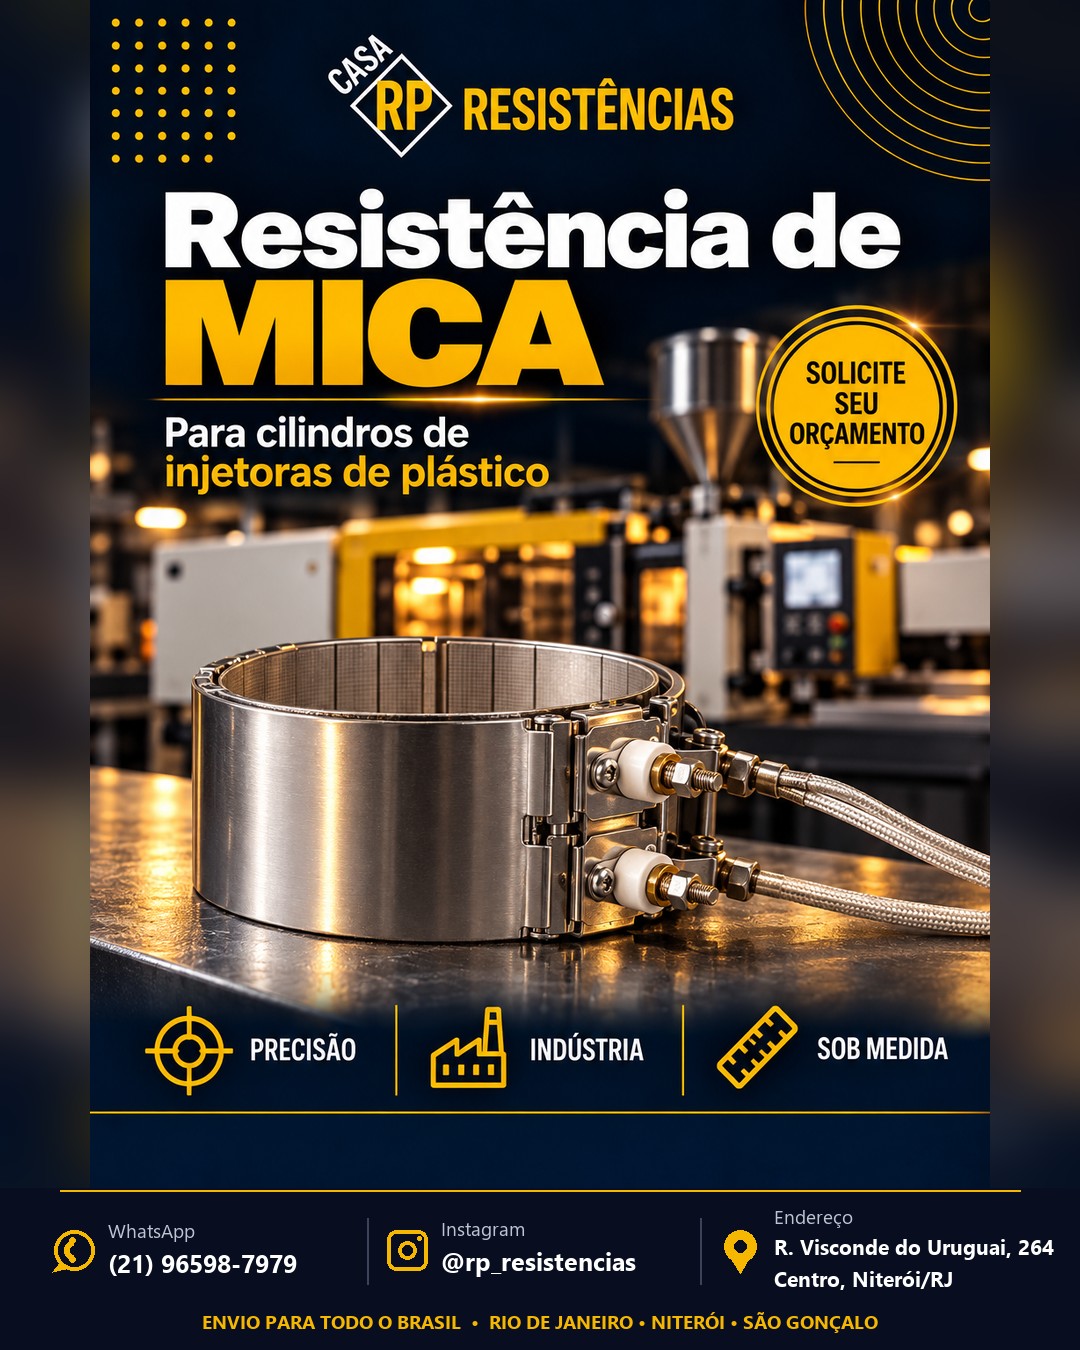 CASA
RP RESISTÊNCIAS
Resistência de
MICA
Para cilindros de
injetoras de plástico
SOLICITE
SEU
ORÇAMENTO
PRECISÃO
INDÚSTRIA
SOB MEDIDA
WhatsApp
(21) 96598-7979
Instagram
@rp_resistencias
Endereço
R. Visconde do Uruguai, 264
Centro, Niterói/RJ
ENVIO PARA TODO O BRASIL • RIO DE JANEIRO • NITERÓI • SÃO GONÇALO